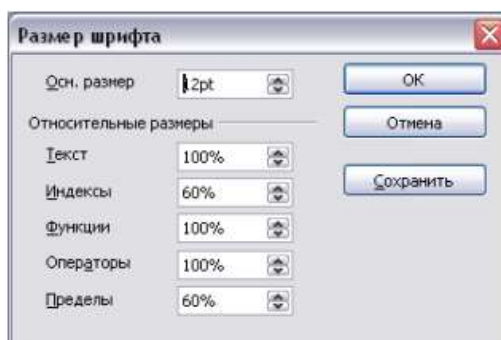 Размер шрифта
Осн. размер 12pt ОК
Относительные размеры Отмена
Текст 100%
Индексы 60% Сохранить
Функции 100%
Операторы 100%
Пределы 60%